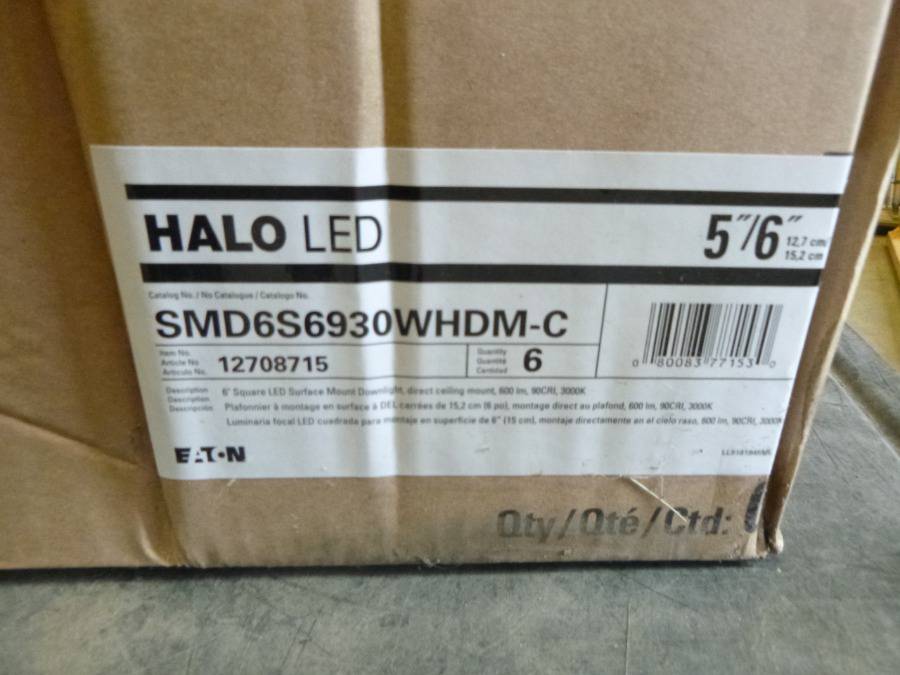 HALO LED
5″/6″
12,7 cm
15,2 cm
Catalog No. / No Catalogue / Catalogo No.
SMD6S6930WHDM-C
Item No.
Article No
Articulo No.
12708715
Quantity
Quantité
Cantidad
6
0 80083 77153 0
Description
Description
Descripción
6" Square LED Surface Mount Downlight, direct ceiling mount, 600 lm, 90CRI, 3000K
Plafonnier à montage en surface à DEL carrées de 15,2 cm (6 po), montage direct au plafond, 600 lm, 90CRI, 3000K
Luminaria focal LED cuadrada para montaje en superficie de 6" (15 cm), montaje directamente en el cielo raso, 600 lm, 90CRI, 3000K
EATON
Qty/Qté/Ctd: